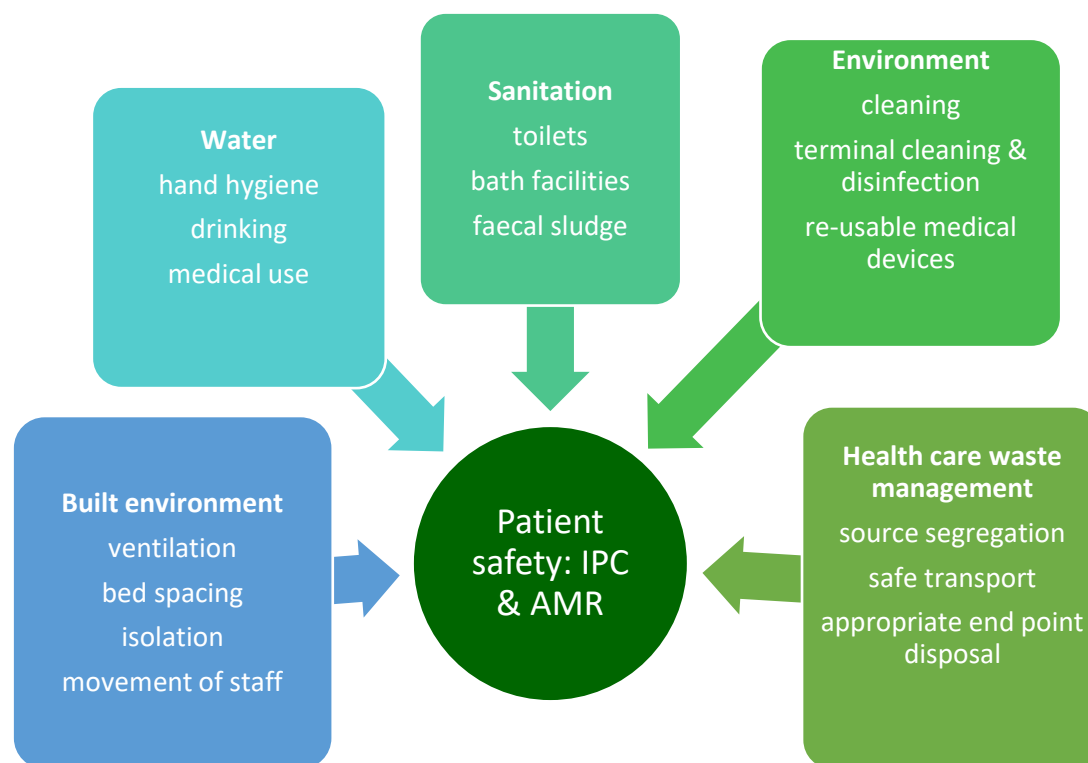 Water
hand hygiene
drinking
medical use
Sanitation
toilets
bath facilities
faecal sludge
Environment
cleaning
terminal cleaning &
disinfection
re-usable medical
devices
Built environment
ventilation
bed spacing
isolation
movement of staff
Patient
safety: IPC
& AMR
Health care waste
management
source segregation
safe transport
appropriate end point
disposal